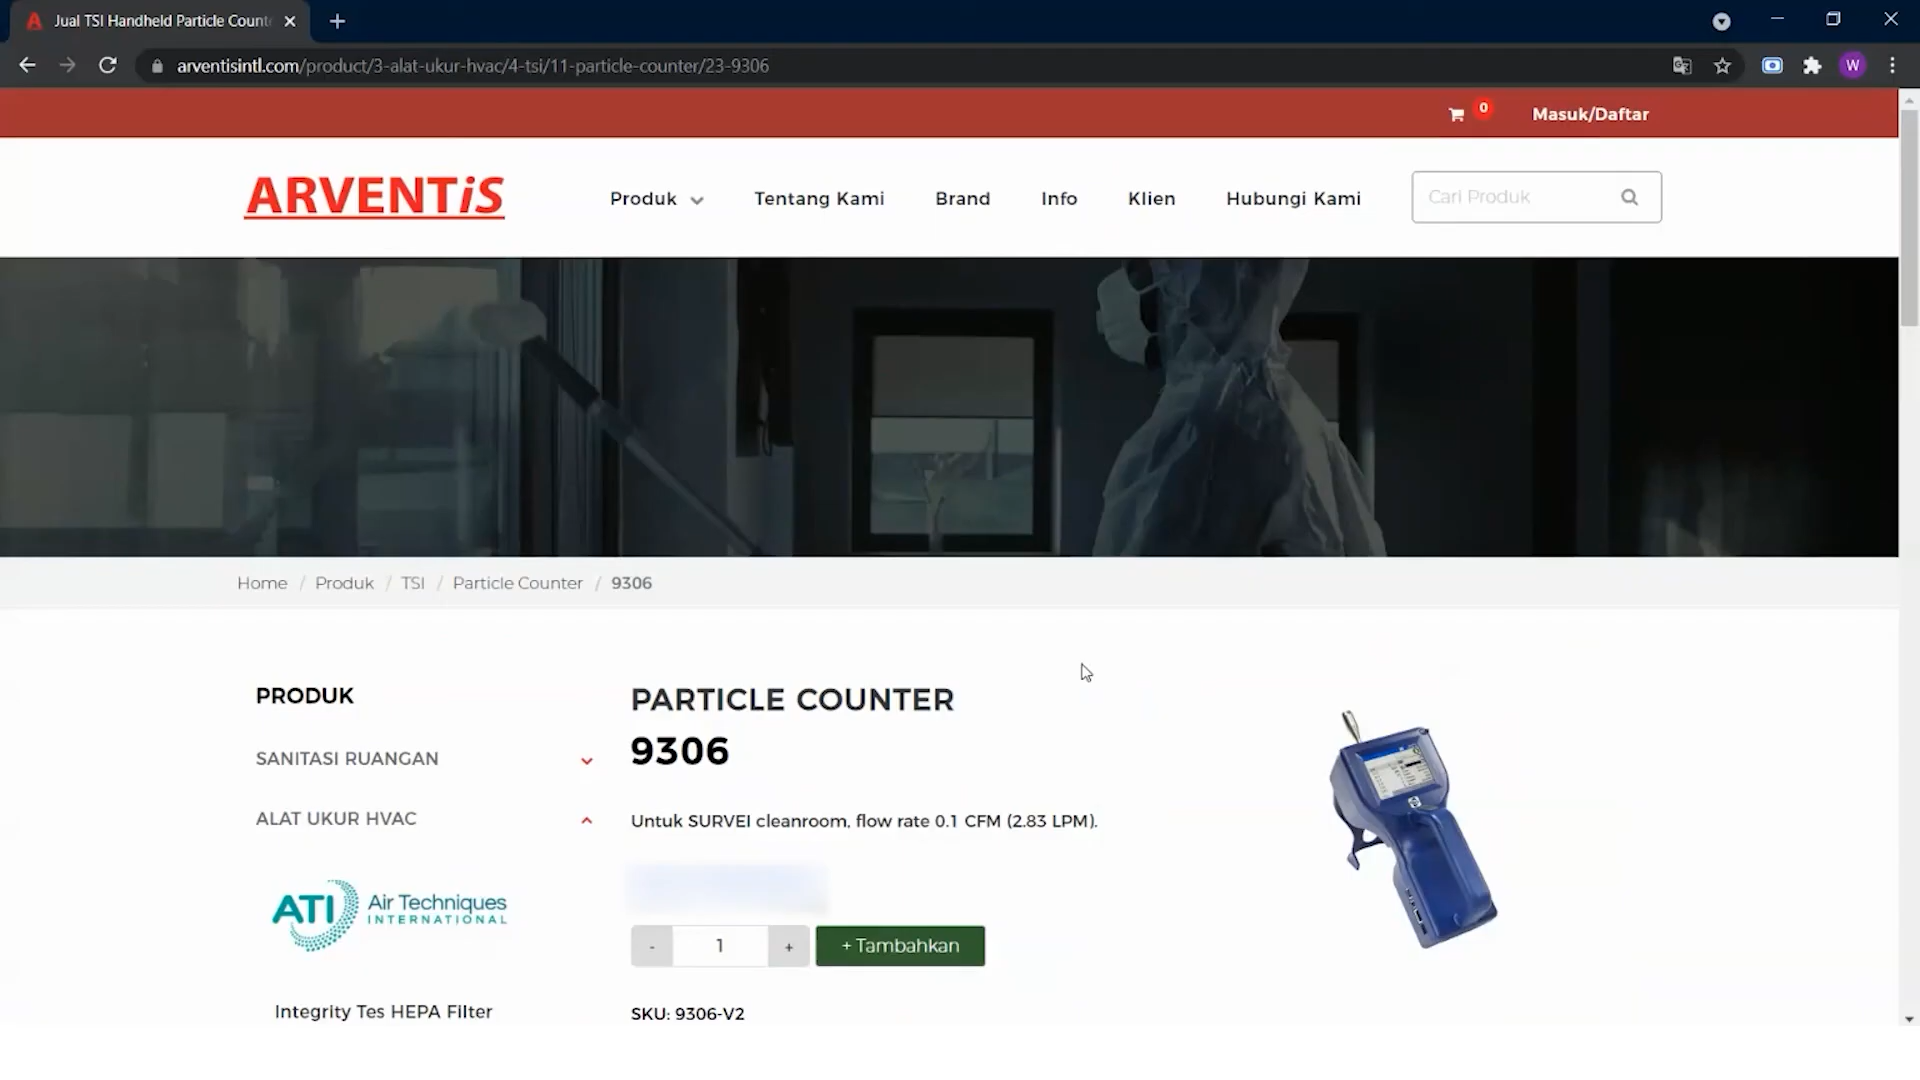 Jual TSI Handheld Particle Count
arventisintl.com/product/3-alat-ukur-hvac/4-tsi/11-particle-counter/23-9306
W
0
Masuk/Daftar
ARVENTiS
Produk
Tentang Kami
Brand
Info
Klien
Hubungi Kami
Cari Produk
Home / Produk / TSI / Particle Counter / 9306
PRODUK
SANITASI RUANGAN
ALAT UKUR HVAC
ATI Air Techniques
INTERNATIONAL
Integrity Tes HEPA Filter
PARTICLE COUNTER
9306
Untuk SURVEI cleanroom, flow rate 0.1 CFM (2.83 LPM).
- 1 + + Tambahkan
SKU: 9306-V2